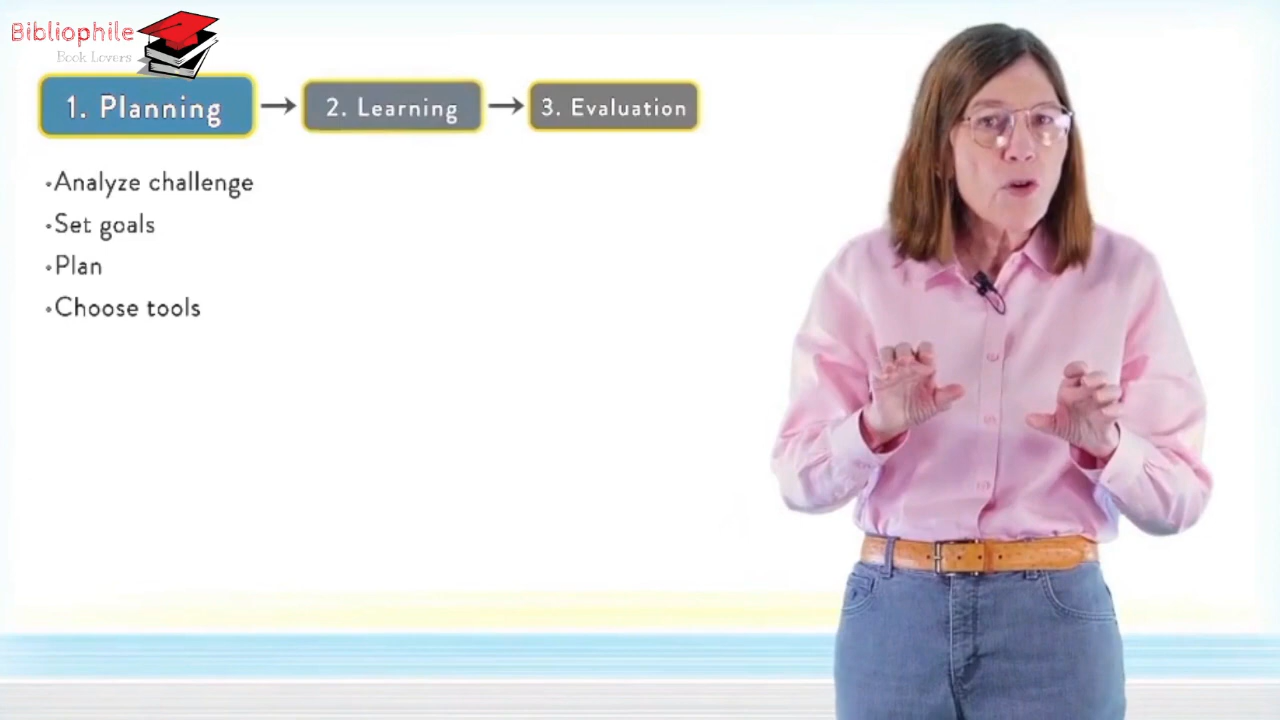 Bibliophile
Book Lovers
1. Planning
2. Learning
3. Evaluation
•Analyze challenge
•Set goals
•Plan
•Choose tools